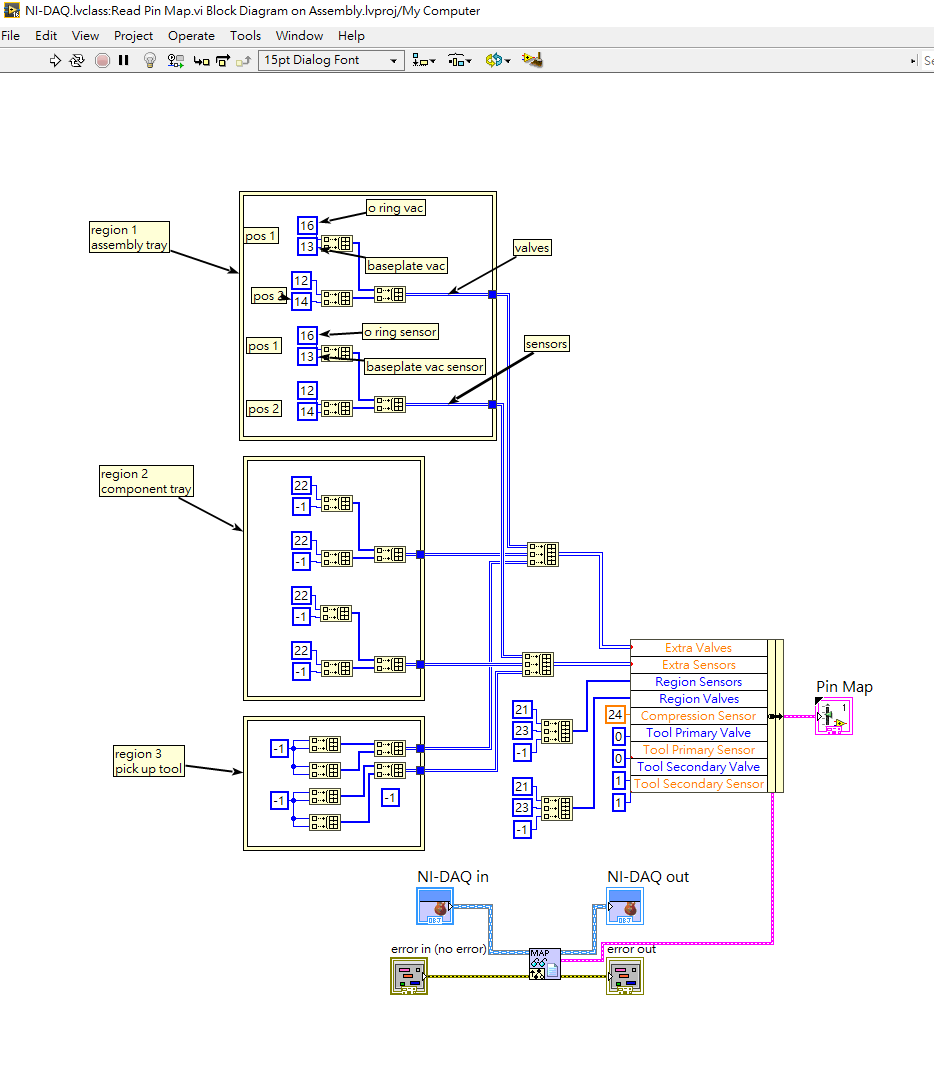 NI-DAQ.lvclass:Read Pin Map.vi Block Diagram on Assembly.lvproj/My Computer
File Edit View Project Operate Tools Window Help
15pt Dialog Font
o ring vac
16
region 1
assembly tray
pos 1
13
baseplate vac
valves
12
pos 2
14
o ring sensor
16
pos 1
sensors
13
baseplate vac sensor
12
pos 2
14
region 2
component tray
22
-1
22
-1
22
-1
22
-1
Extra Valves
Extra Sensors
Region Sensors
Region Valves
Compression Sensor
Tool Primary Valve
Tool Primary Sensor
Tool Secondary Valve
Tool Secondary Sensor
Pin Map
1
21
23
-1
24
0
0
1
1
region 3
pick up tool
-1
-1
-1
21
23
-1
NI-DAQ in
NI-DAQ out
OBJ
OBJ
error in (no error)
MAP
error out